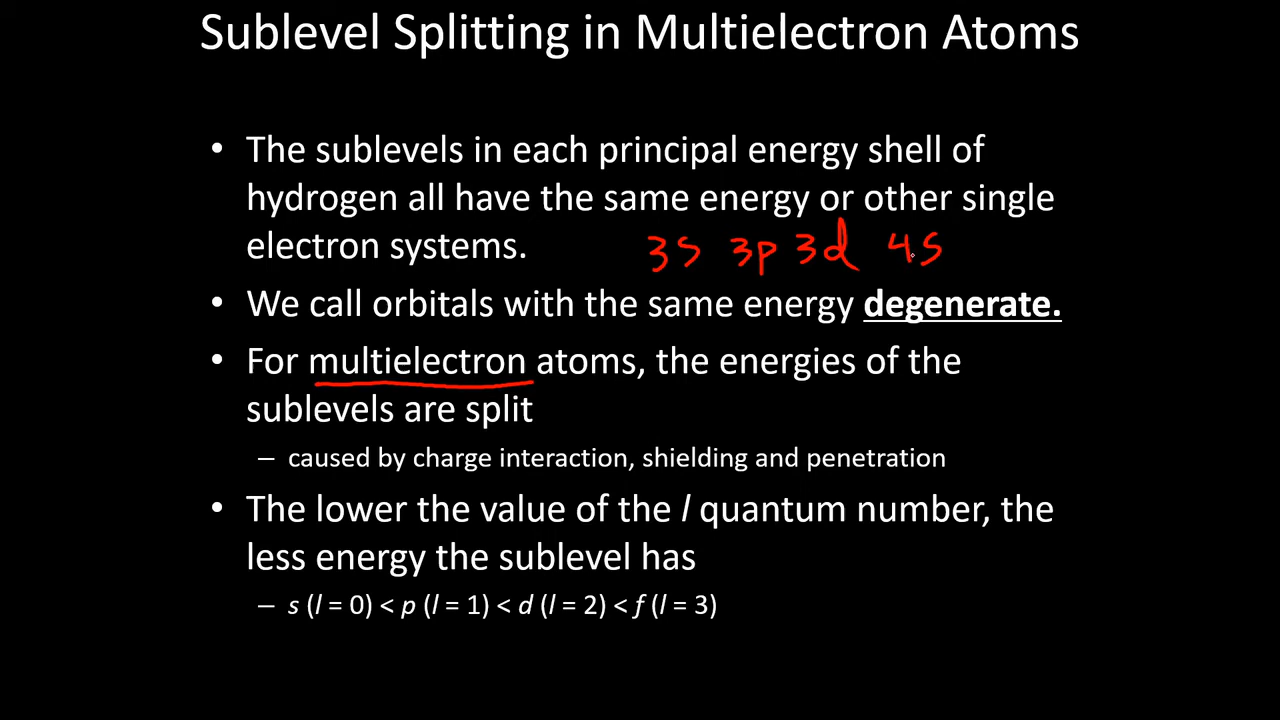 Sublevel Splitting in Multielectron Atoms
• The sublevels in each principal energy shell of
hydrogen all have the same energy or other single
electron systems.
3s 3p 3d 4s
• We call orbitals with the same energy degenerate.
• For multielectron atoms, the energies of the
sublevels are split
– caused by charge interaction, shielding and penetration
• The lower the value of the l quantum number, the
less energy the sublevel has
– s (l = 0) < p (l = 1) < d (l = 2) < f (l = 3)